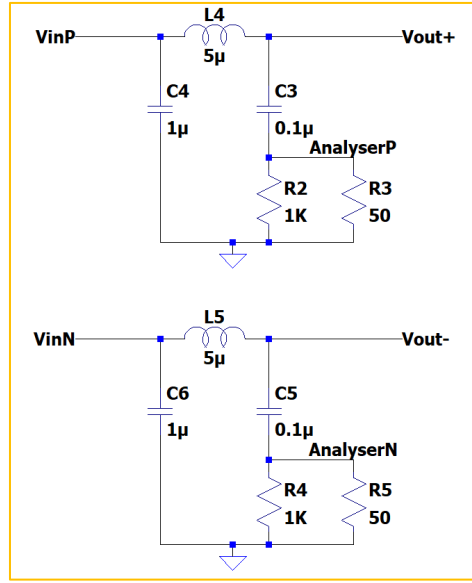 L4
VinP
Vout+
5µ
C4
C3
1µ
0.1µ
AnalyserP
R2
R3
1K
50
L5
VinN
Vout-
5µ
C6
C5
1µ
0.1µ
AnalyserN
R4
R5
1K
50